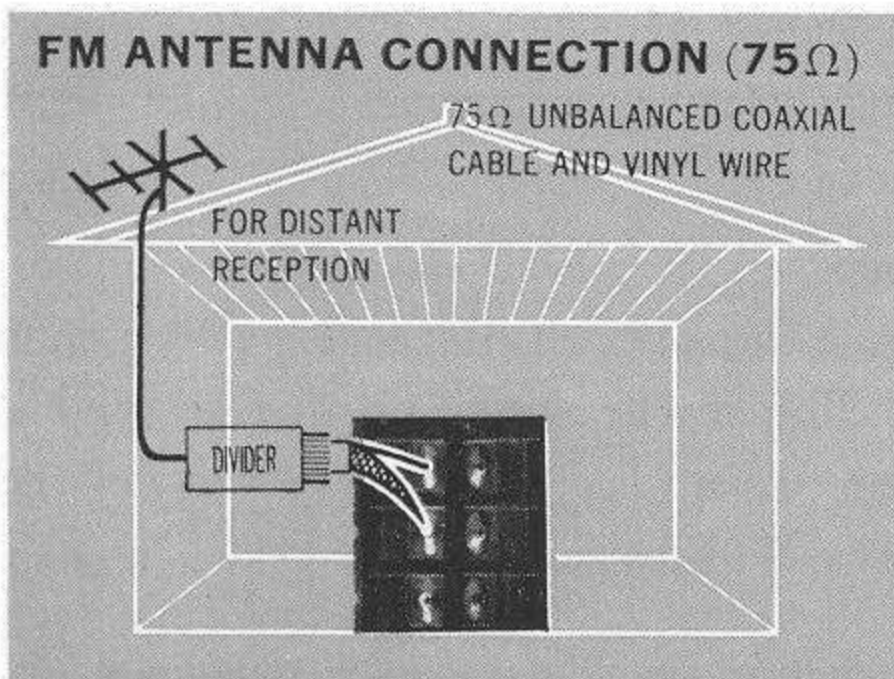 FM ANTENNA CONNECTION (75Ω)
75Ω UNBALANCED COAXIAL
CABLE AND VINYL WIRE
FOR DISTANT
RECEPTION
DIVIDER